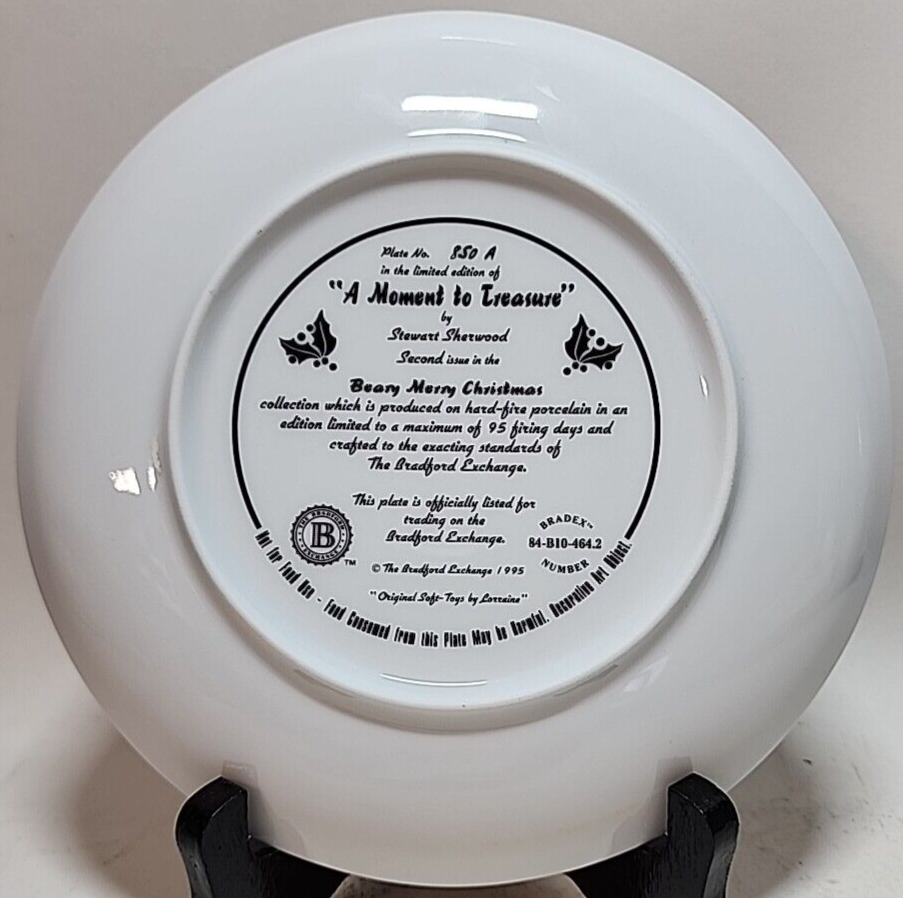 Plate No. 850 A
in the limited edition of
"A Moment to Treasure"
by
Stewart Sherwood
Second issue in the
Beary Merry Christmas
collection which is produced on hard-fire porcelain in an
edition limited to a maximum of 95 firing days and
crafted to the exacting standards of
The Bradford Exchange.
This plate is officially listed for
trading on the
Bradford Exchange.
THE BRADFORD
B
EXCHANGE
TM
BRADEX™
84-B10-464.2
NUMBER
© The Bradford Exchange 1995
"Original Soft-Toys by Lorraine"
Not For Food Use - Food Consumed from this Plate May be Harmful. Decorative Art Object.